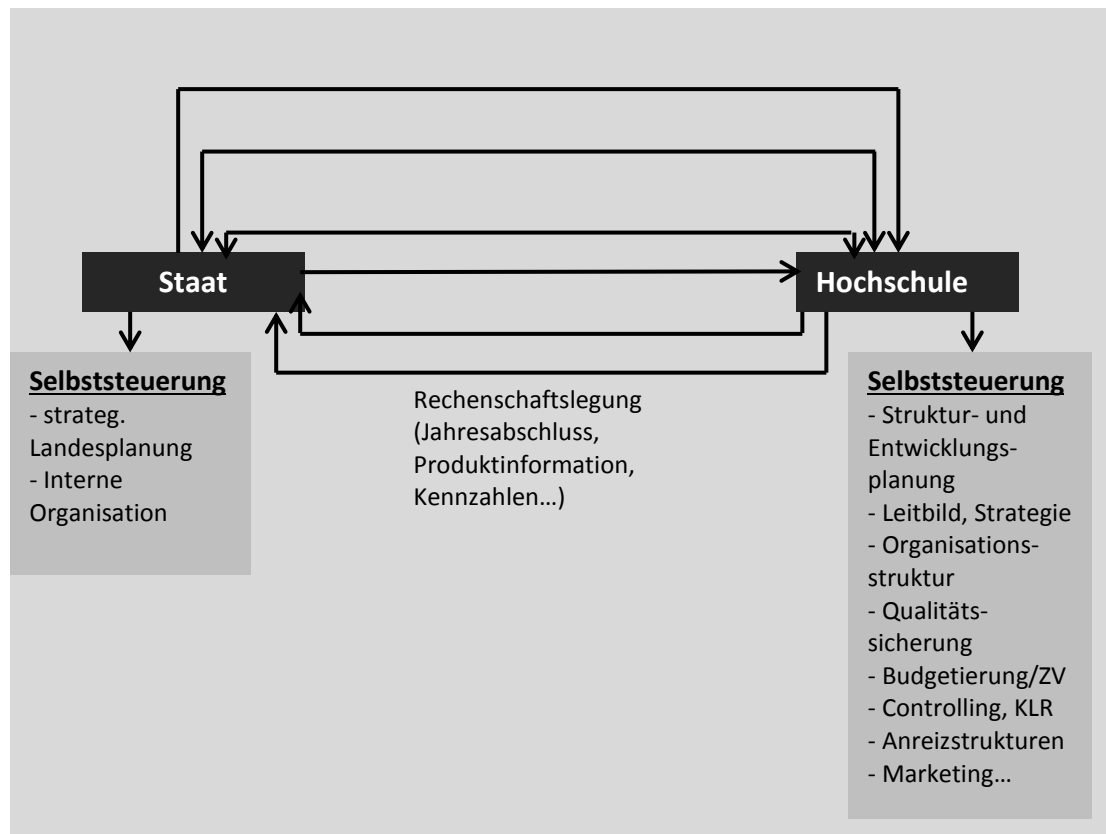 Staat
Hochschule
Selbststeuerung
- strateg.
Landesplanung
- Interne
Organisation
Rechenschaftslegung
(Jahresabschluss,
Produktinformation,
Kennzahlen…)
Selbststeuerung
- Struktur- und
Entwicklungs-
planung
- Leitbild, Strategie
- Organisations-
struktur
- Qualitäts-
sicherung
- Budgetierung/ZV
- Controlling, KLR
- Anreizstrukturen
- Marketing…